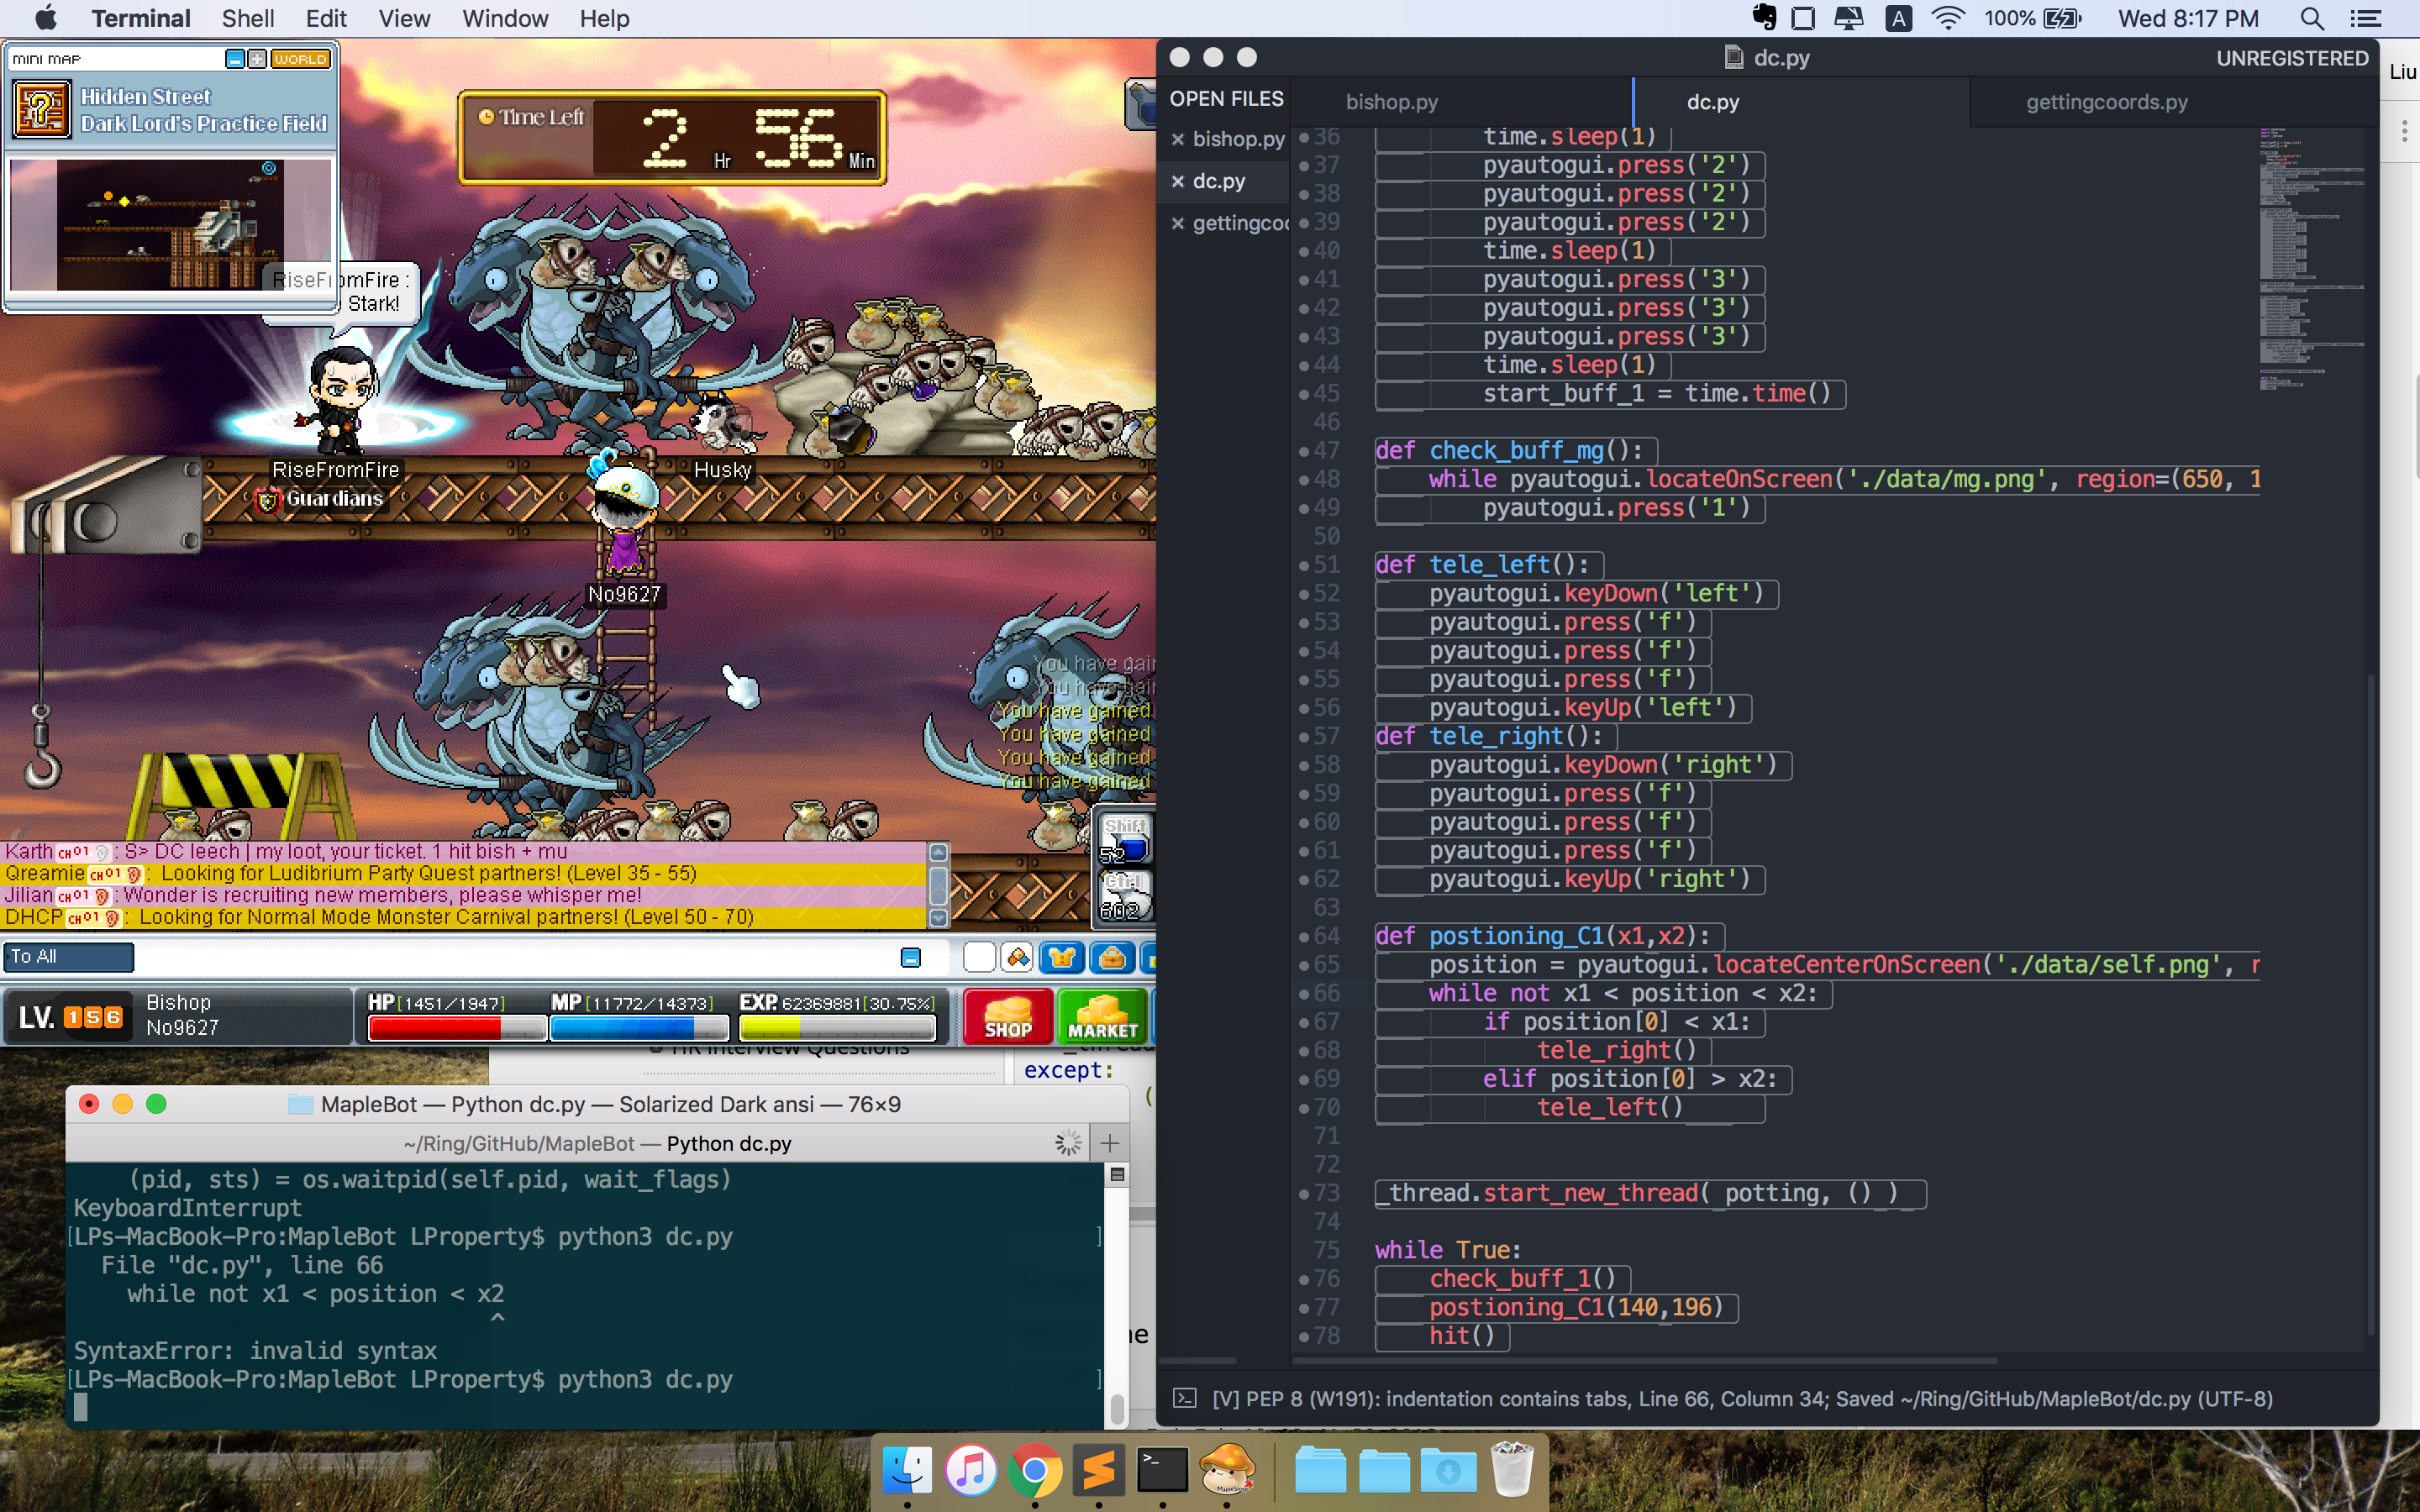 Terminal Shell Edit View Window Help
A 100% Wed 8:17 PM
MINI MAP WORLD
Hidden Street
Dark Lord's Practice Field
Time Left 2 Hr 56 Min
RiseFromFire :
Stark!
RiseFromFire
Guardians
Husky
No9627
You have gain
You have gain
You have gained
You have gained
You have gained
You have gained
Shift
52
Ctrl
602
Karth CH01 : S> DC leech | my loot, your ticket. 1 hit bish + mu
Qreamie CH01 : Looking for Ludibrium Party Quest partners! (Level 35 - 55)
Jilian CH01 : Wonder is recruiting new members, please whisper me!
DHCP CH01 : Looking for Normal Mode Monster Carnival partners! (Level 50 - 70)
To All
LV. 156 Bishop
No9627
HP[1451/1947] MP[11772/14373] EXP. 62369881[30.75%]
SHOP MARKET
HR Interview Questions
except:
(
MapleBot — Python dc.py — Solarized Dark ansi — 76×9
~/Ring/GitHub/MapleBot — Python dc.py
(pid, sts) = os.waitpid(self.pid, wait_flags)
KeyboardInterrupt
[LPs-MacBook-Pro:MapleBot LProperty$ python3 dc.py ]
File "dc.py", line 66
while not x1 < position < x2
^
SyntaxError: invalid syntax
[LPs-MacBook-Pro:MapleBot LProperty$ python3 dc.py ]
dc.py UNREGISTERED
Liu
OPEN FILES
× bishop.py
× dc.py
× gettingcoo
bishop.py dc.py gettingcoords.py
36 time.sleep(1)
37 pyautogui.press('2')
38 pyautogui.press('2')
39 pyautogui.press('2')
40 time.sleep(1)
41 pyautogui.press('3')
42 pyautogui.press('3')
43 pyautogui.press('3')
44 time.sleep(1)
45 start_buff_1 = time.time()
46
47 def check_buff_mg():
48 while pyautogui.locateOnScreen('./data/mg.png', region=(650, 1
49 pyautogui.press('1')
50
51 def tele_left():
52 pyautogui.keyDown('left')
53 pyautogui.press('f')
54 pyautogui.press('f')
55 pyautogui.press('f')
56 pyautogui.keyUp('left')
57 def tele_right():
58 pyautogui.keyDown('right')
59 pyautogui.press('f')
60 pyautogui.press('f')
61 pyautogui.press('f')
62 pyautogui.keyUp('right')
63
64 def postioning_C1(x1,x2):
65 position = pyautogui.locateCenterOnScreen('./data/self.png', r
66 while not x1 < position < x2:
67 if position[0] < x1:
68 tele_right()
69 elif position[0] > x2:
70 tele_left()
71
72
73 _thread.start_new_thread( potting, () )
74
75 while True:
76 check_buff_1()
77 postioning_C1(140,196)
78 hit()
[V] PEP 8 (W191): indentation contains tabs, Line 66, Column 34; Saved ~/Ring/GitHub/MapleBot/dc.py (UTF-8)